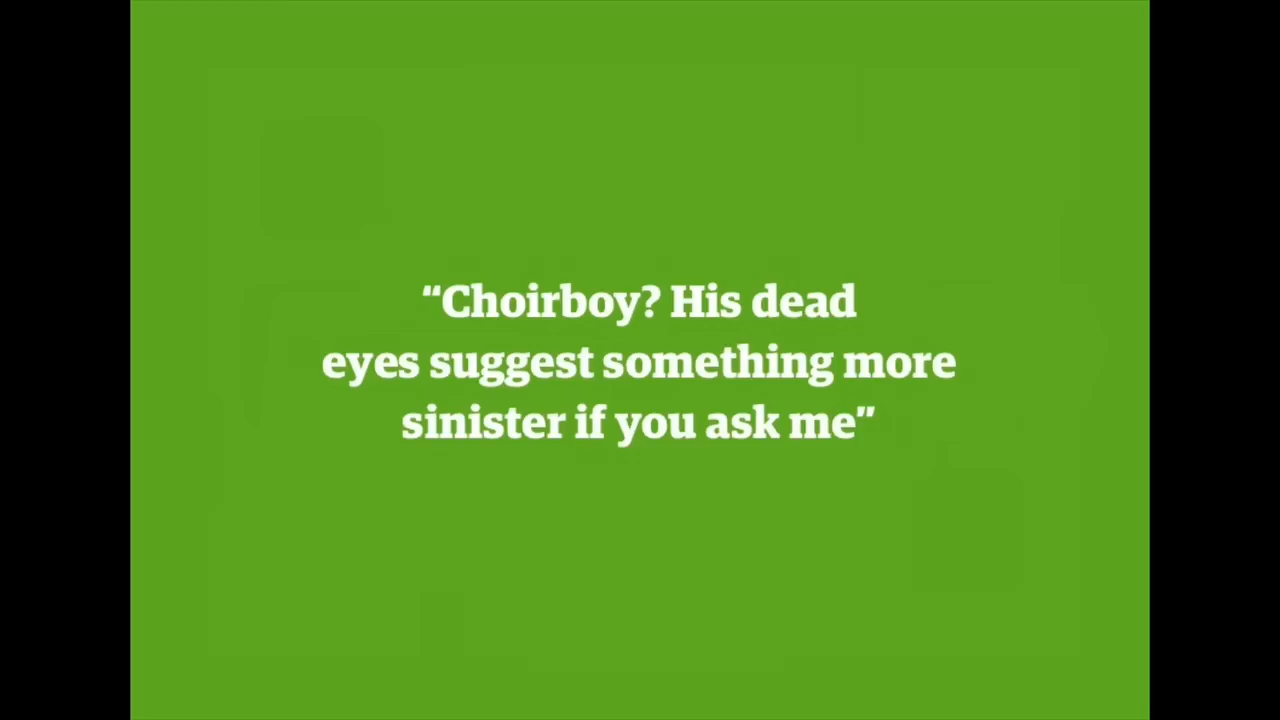 “Choirboy? His dead
eyes suggest something more
sinister if you ask me”